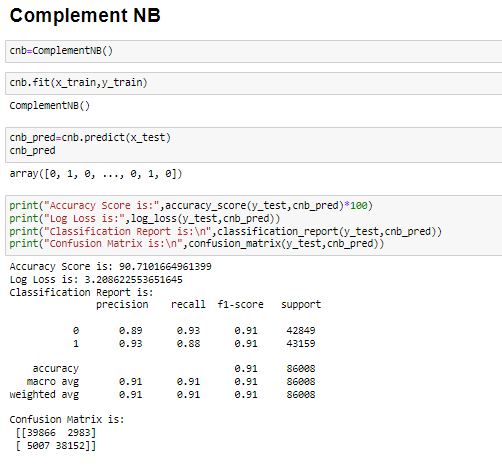 Complement NB
cnb=ComplementNB()
cnb.fit(x_train,y_train)
ComplementNB()
cnb_pred=cnb.predict(x_test)
cnb_pred
array([0, 1, 0, ..., 0, 1, 0])
print("Accuracy Score is:",accuracy_score(y_test,cnb_pred)*100)
print("Log Loss is:",log_loss(y_test,cnb_pred))
print("Classification Report is:\n",classification_report(y_test,cnb_pred))
print("Confusion Matrix is:\n",confusion_matrix(y_test,cnb_pred))
Accuracy Score is: 90.7101664961399
Log Loss is: 3.208622553651645
Classification Report is:
precision recall f1-score support
0 0.89 0.93 0.91 42849
1 0.93 0.88 0.91 43159
accuracy 0.91 86008
macro avg 0.91 0.91 0.91 86008
weighted avg 0.91 0.91 0.91 86008
Confusion Matrix is:
[[39866 2983]
[ 5007 38152]]